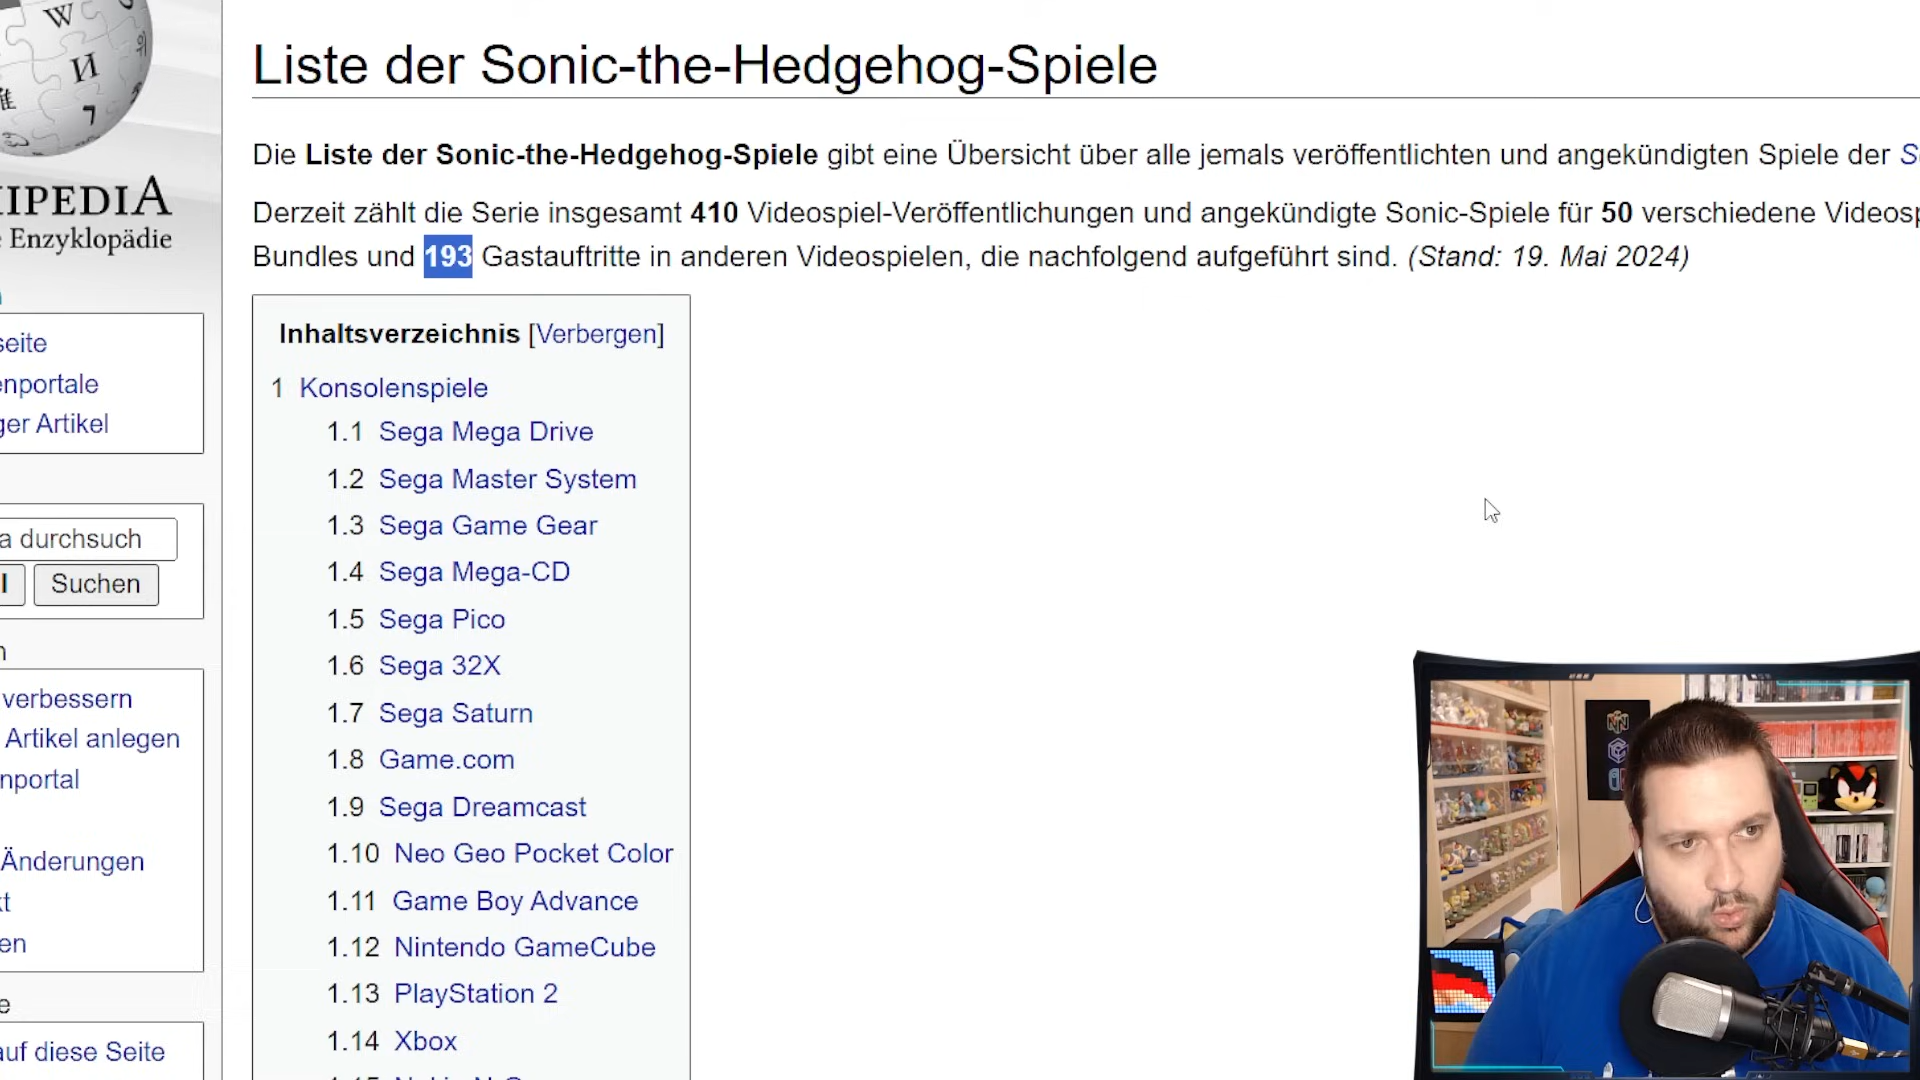 Liste der Sonic-the-Hedgehog-Spiele
Die Liste der Sonic-the-Hedgehog-Spiele gibt eine Übersicht über alle jemals veröffentlichten und angekündigten Spiele der
Derzeit zählt die Serie insgesamt 410 Videospiel-Veröffentlichungen und angekündigte Sonic-Spiele für 50 verschiedene Videosp
Bundles und 193 Gastauftritte in anderen Videospielen, die nachfolgend aufgeführt sind. (Stand: 19. Mai 2024)
Inhaltsverzeichnis [Verbergen]
1 Konsolenspiele
1.1 Sega Mega Drive
1.2 Sega Master System
1.3 Sega Game Gear
1.4 Sega Mega-CD
1.5 Sega Pico
1.6 Sega 32X
1.7 Sega Saturn
1.8 Game.com
1.9 Sega Dreamcast
1.10 Neo Geo Pocket Color
1.11 Game Boy Advance
1.12 Nintendo GameCube
1.13 PlayStation 2
1.14 Xbox
W
И
7
IPEDIA
Enzyklopädie
seite
enportale
ger Artikel
a durchsuch
Suchen
verbessern
Artikel anlegen
nportal
Änderungen
kt
en
auf diese Seite